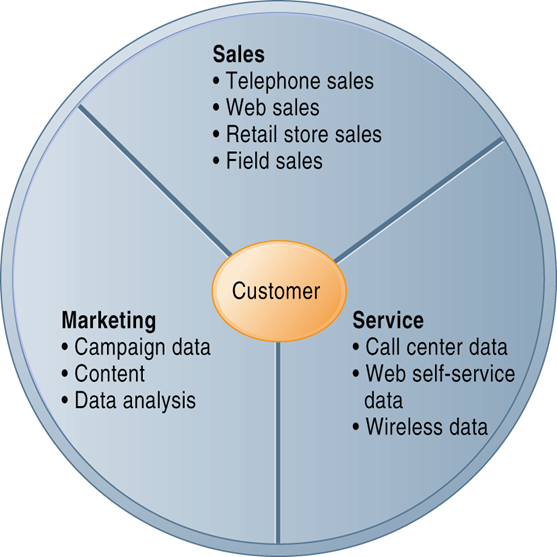 Sales
• Telephone sales
• Web sales
• Retail store sales
• Field sales
Customer
Marketing
• Campaign data
• Content
• Data analysis
Service
• Call center data
• Web self-service
data
• Wireless data